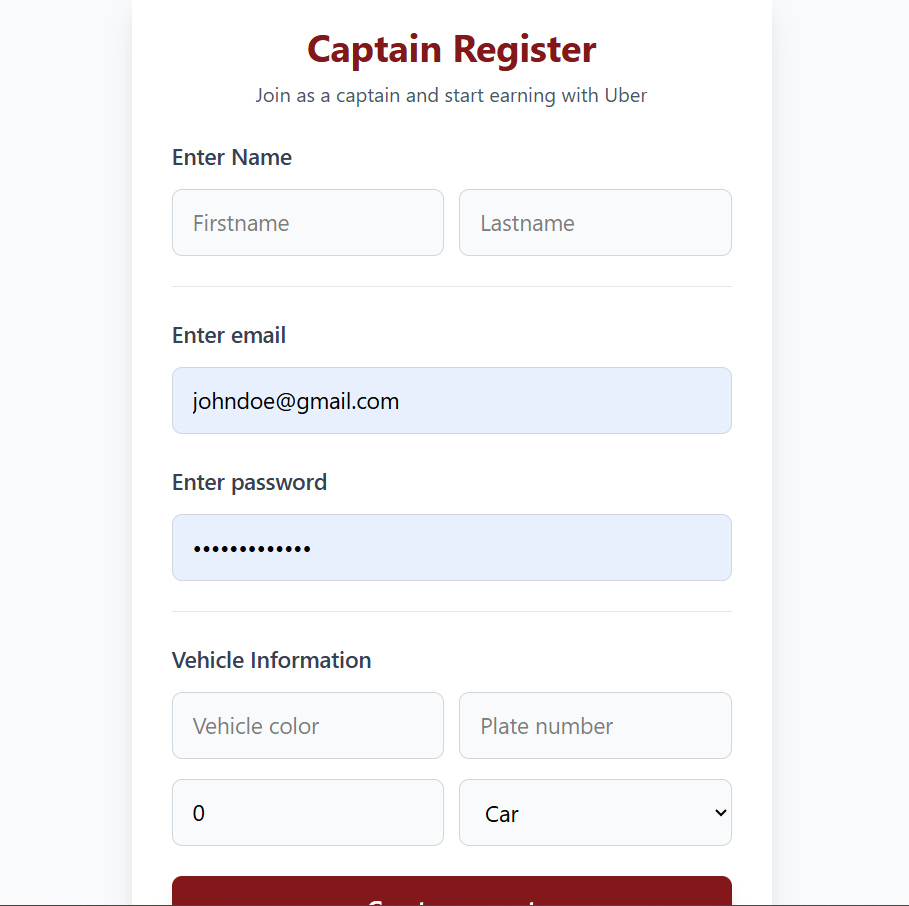 Captain Register
Join as a captain and start earning with Uber
Enter Name
Firstname Lastname
Enter email
johndoe@gmail.com
Enter password
•••••••••••••
Vehicle Information
Vehicle color Plate number
0 Car